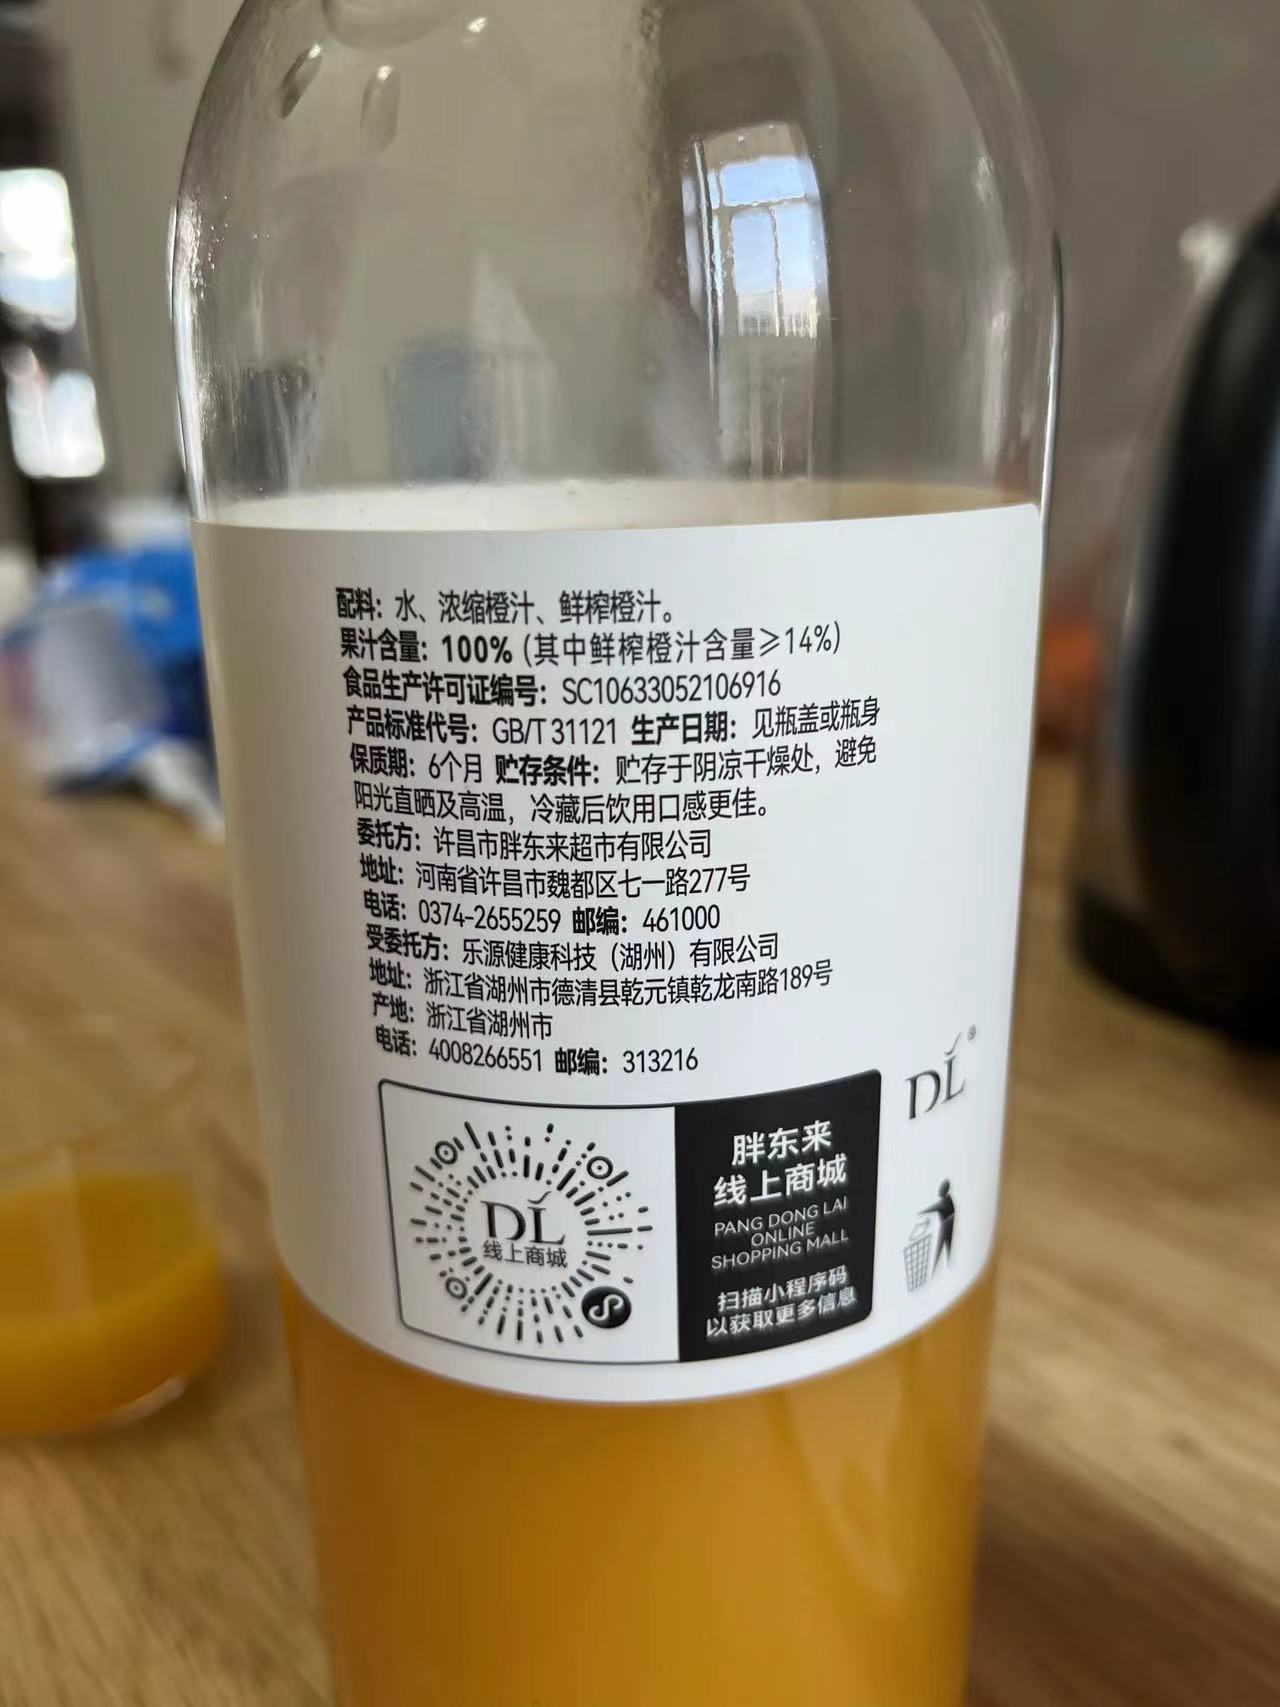 配料：水、浓缩橙汁、鲜榨橙汁。
果汁含量：100%（其中鲜榨橙汁含量≥14%）
食品生产许可证编号：SC10633052106916
产品标准代号：GB/T 31121 生产日期：见瓶盖或瓶身
保质期：6个月 贮存条件：贮存于阴凉干燥处，避免
阳光直晒及高温，冷藏后饮用口感更佳。
委托方：许昌市胖东来超市有限公司
地址：河南省许昌市魏都区七一路277号
电话：0374-2655259 邮编：461000
受委托方：乐源健康科技（湖州）有限公司
地址：浙江省湖州市德清县乾元镇乾龙南路189号
产地：浙江省湖州市
电话：4008266551 邮编：313216
DL
线上商城
胖东来
线上商城
PANG DONG LAI
ONLINE
SHOPPING MALL
扫描小程序码
以获取更多信息
DL®